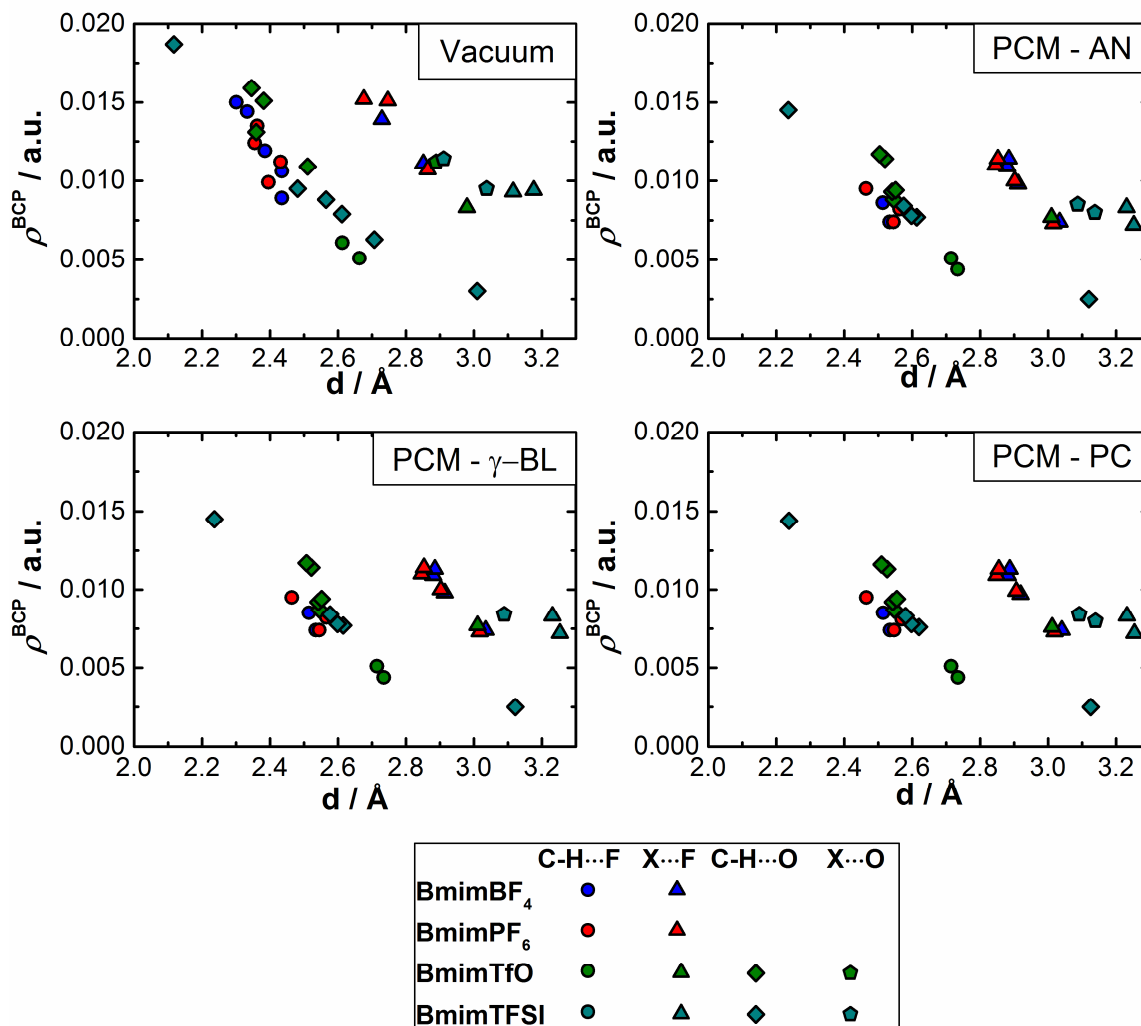 Vacuum
0.020
0.015
0.010
0.005
0.000
ρ^BCP / a.u.
2.0 2.2 2.4 2.6 2.8 3.0 3.2
d / Å
PCM - AN
0.020
0.015
0.010
0.005
0.000
ρ^BCP / a.u.
2.0 2.2 2.4 2.6 2.8 3.0 3.2
d / Å
PCM - γ–BL
0.020
0.015
0.010
0.005
0.000
ρ^BCP / a.u.
2.0 2.2 2.4 2.6 2.8 3.0 3.2
d / Å
PCM - PC
0.020
0.015
0.010
0.005
0.000
ρ^BCP / a.u.
2.0 2.2 2.4 2.6 2.8 3.0 3.2
d / Å
C-H···F X···F C-H···O X···O
BmimBF₄
BmimPF₆
BmimTfO
BmimTFSI